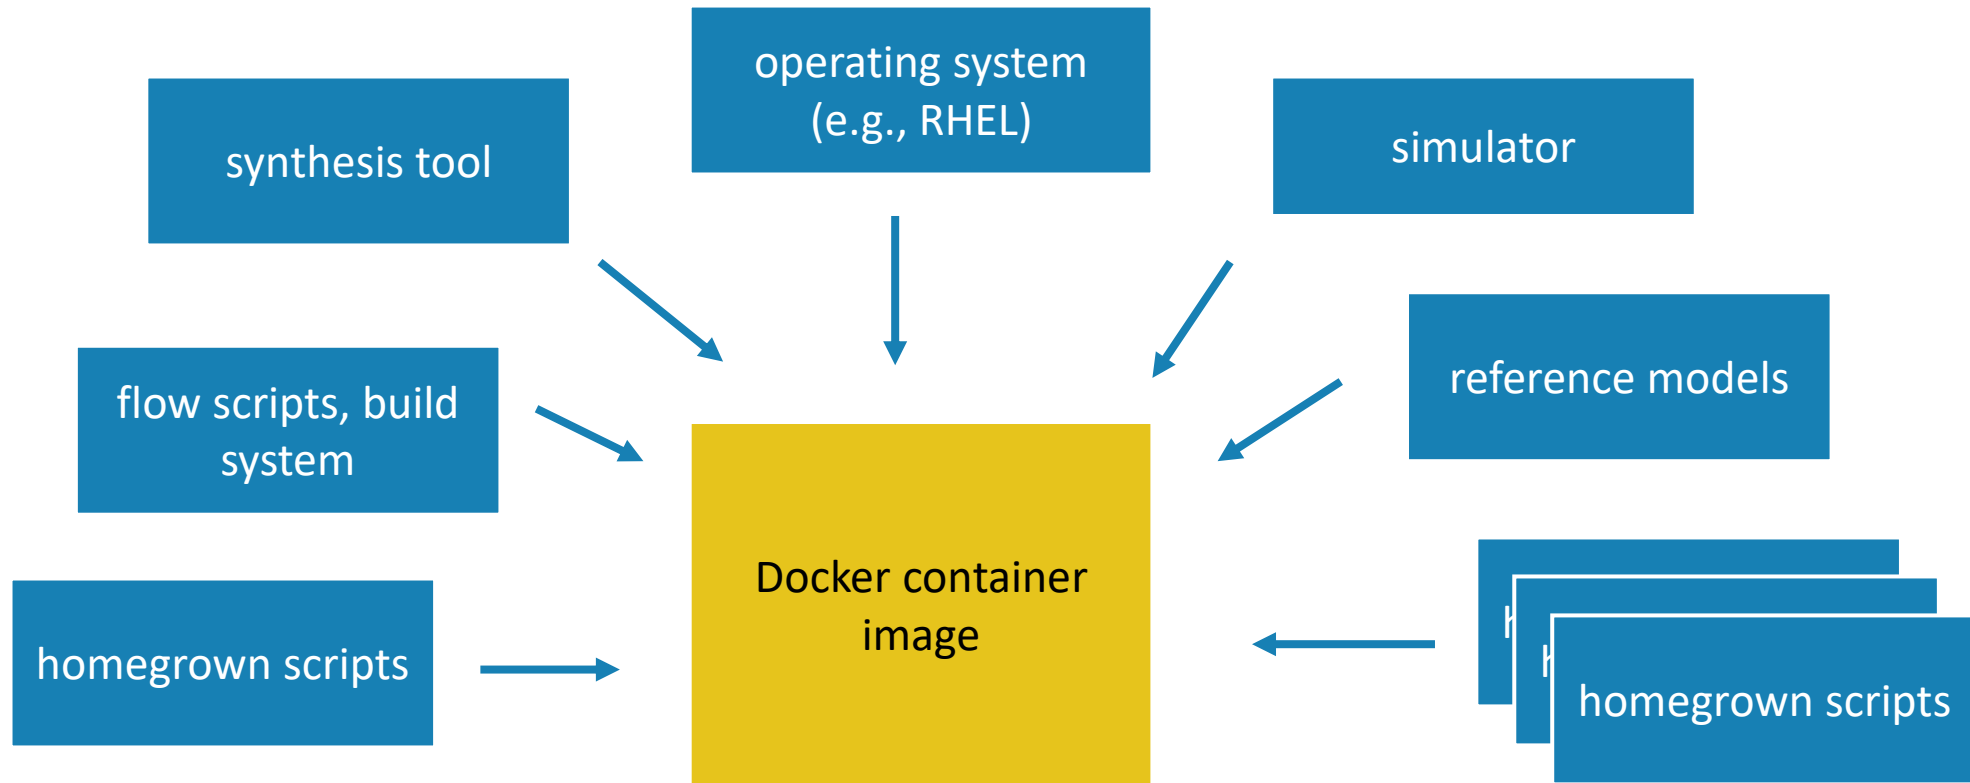 operating system
(e.g., RHEL)
synthesis tool
simulator
flow scripts, build
system
reference models
Docker container
image
homegrown scripts
homegrown scripts